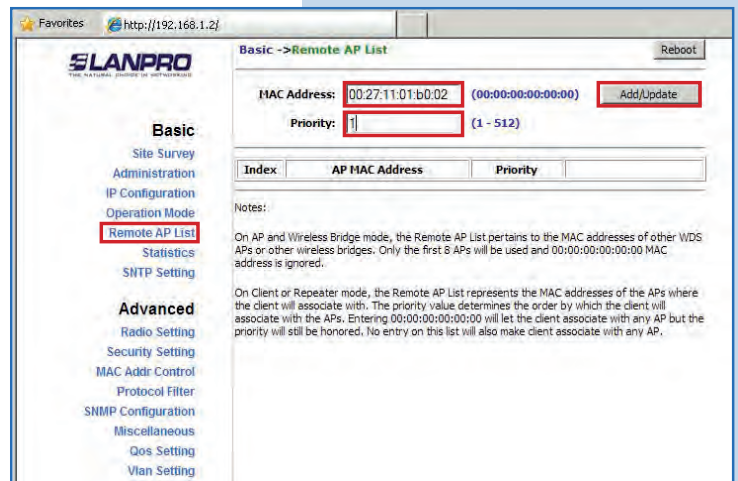 Favorites http://192.168.1.2/
LANPRO
THE NATURAL CHOICE IN NETWORKING
Basic ->Remote AP List
Reboot
MAC Address: 00:27:11:01:b0:02 (00:00:00:00:00:00) Add/Update
Priority: 1 (1 - 512)
Index AP MAC Address Priority
Notes:
On AP and Wireless Bridge mode, the Remote AP List pertains to the MAC addresses of other WDS
APs or other wireless bridges. Only the first 8 APs will be used and 00:00:00:00:00:00 MAC
address is ignored.
On Client or Repeater mode, the Remote AP List represents the MAC addresses of the APs where
the client will associate with. The priority value determines the order by which the client will
associate with the APs. Entering 00:00:00:00:00:00 will let the client associate with any AP but the
priority will still be honored. No entry on this list will also make client associate with any AP.
Basic
Site Survey
Administration
IP Configuration
Operation Mode
Remote AP List
Statistics
SNTP Setting
Advanced
Radio Setting
Security Setting
MAC Addr Control
Protocol Filter
SNMP Configuration
Miscellaneous
Qos Setting
Vlan Setting